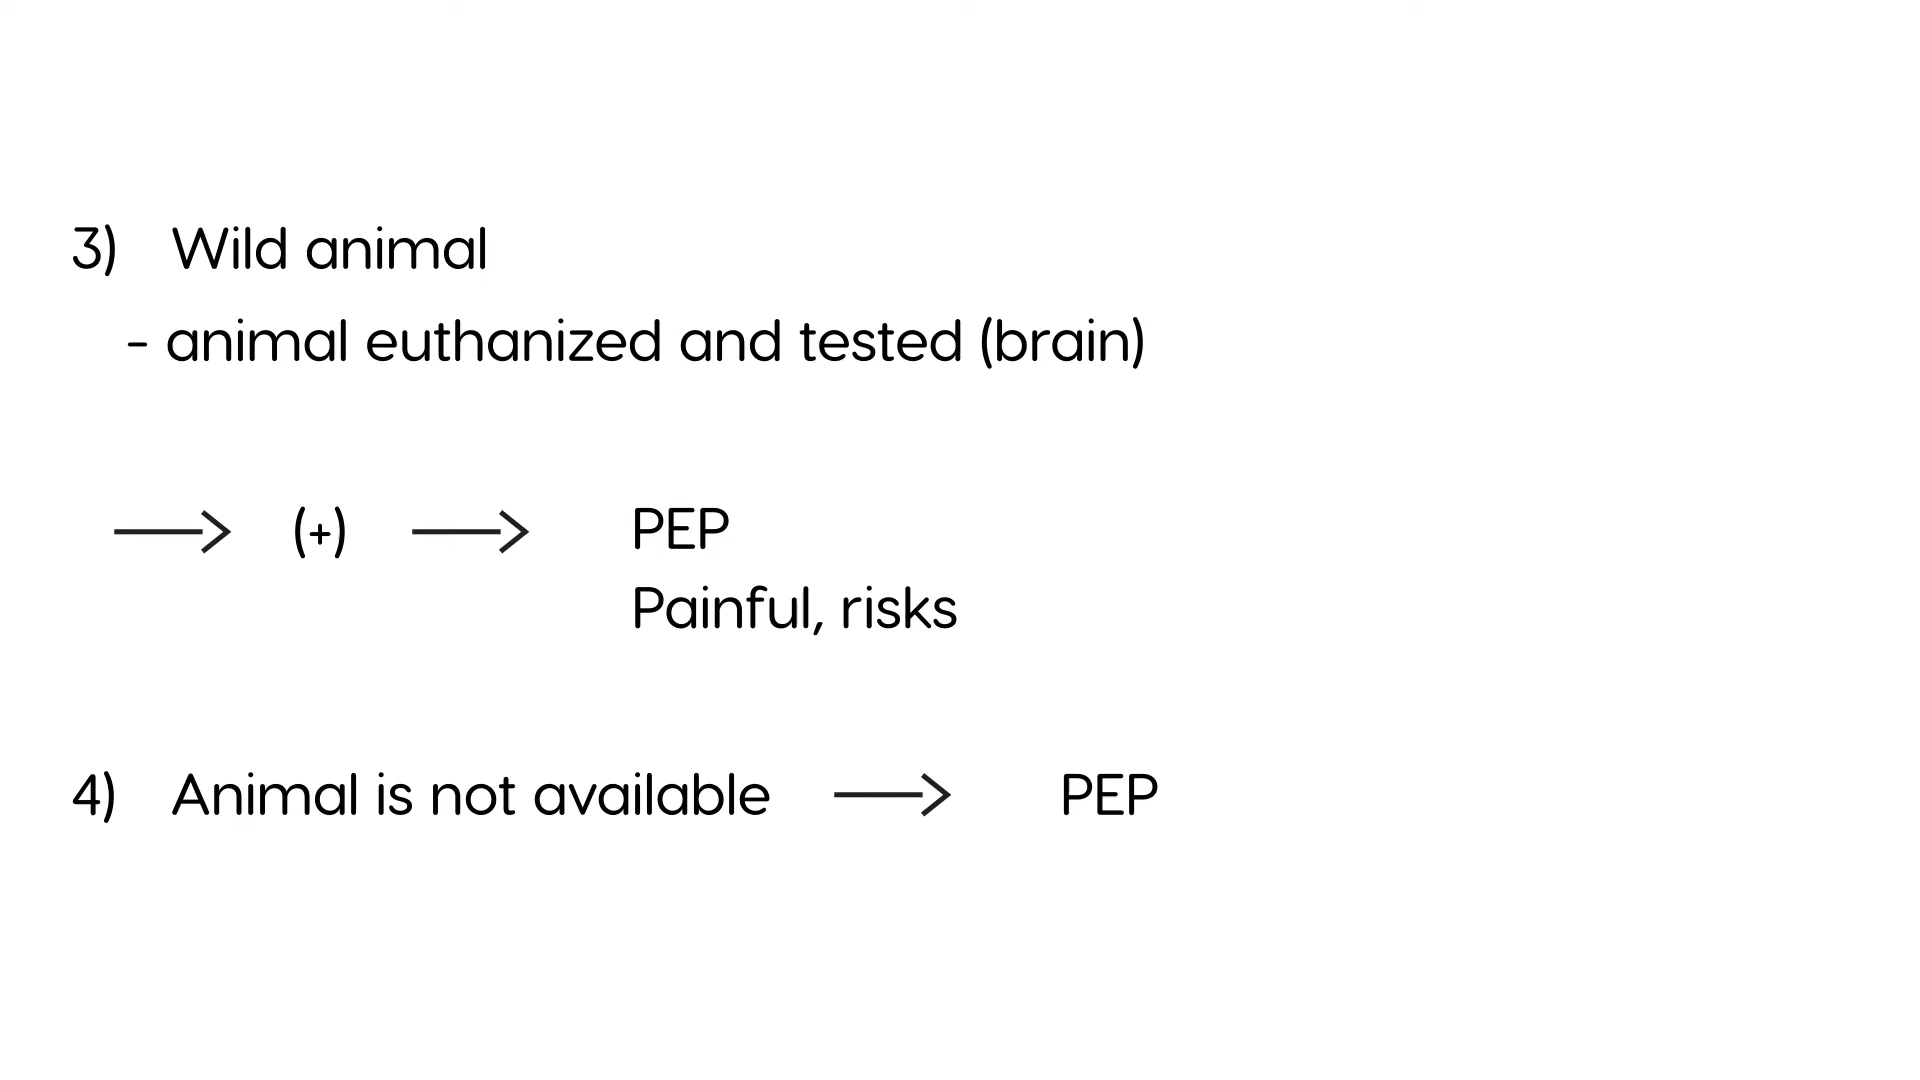 3) Wild animal
- animal euthanized and tested (brain)
(+) PEP
Painful, risks
4) Animal is not available PEP